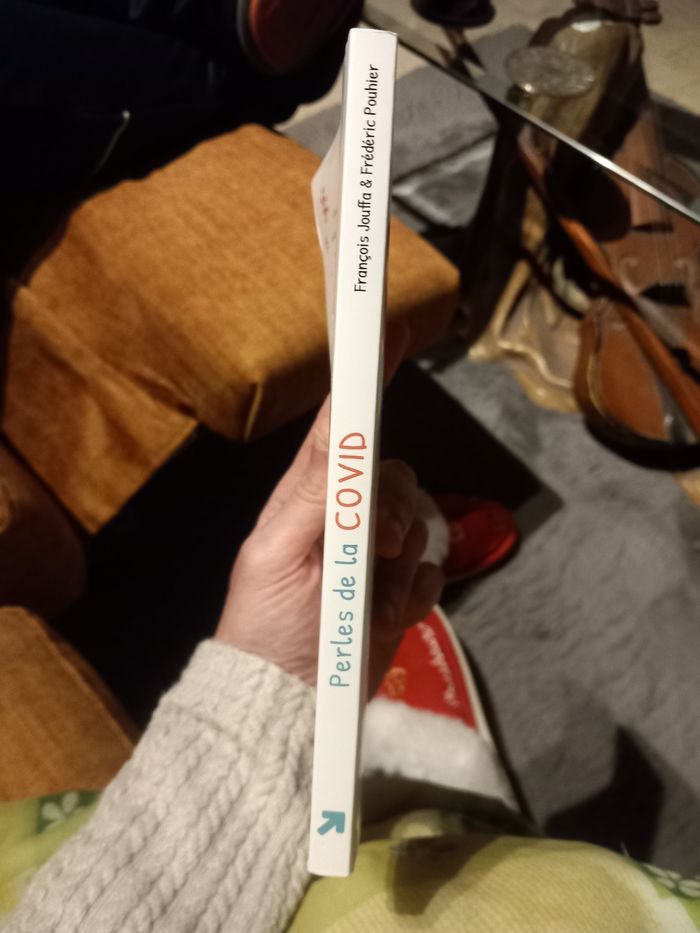 Perles de la COVID
François Jouffa & Frédéric Pouhier